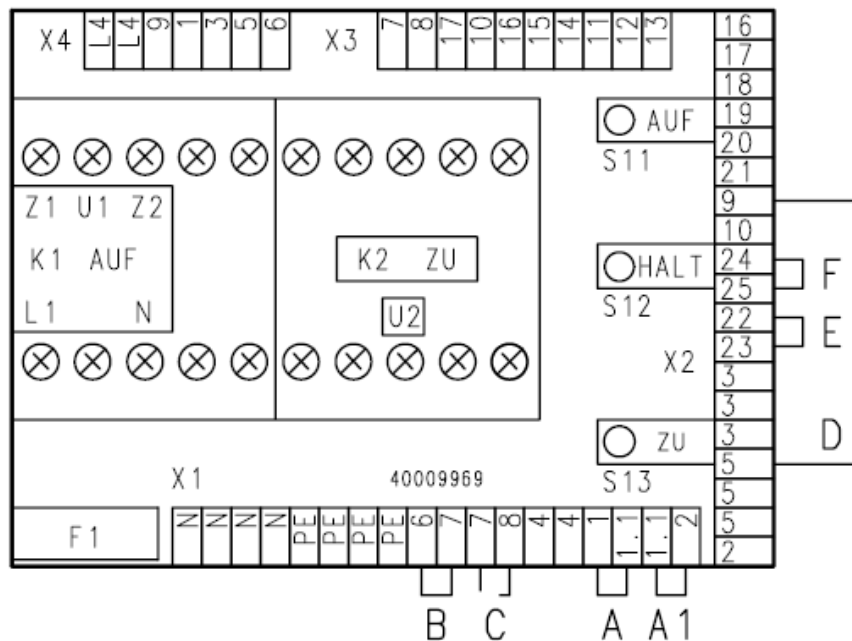 X4 L4 L4 9 1 3 5 6 X3 7 8 17 10 16 15 14 11 12 13
16
17
18
19
20
21
9
10
24
25
22
23
3
3
3
5
5
5
2
AUF
S11
HALT
S12
X2
ZU
S13
Z1 U1 Z2
K1 AUF
L1 N
K2 ZU
U2
F
E
D
X1
40009969
F1
N N N N PE PE PE PE 6 7 7 8 4 4 1 1.1 1.1 2
B C A A1